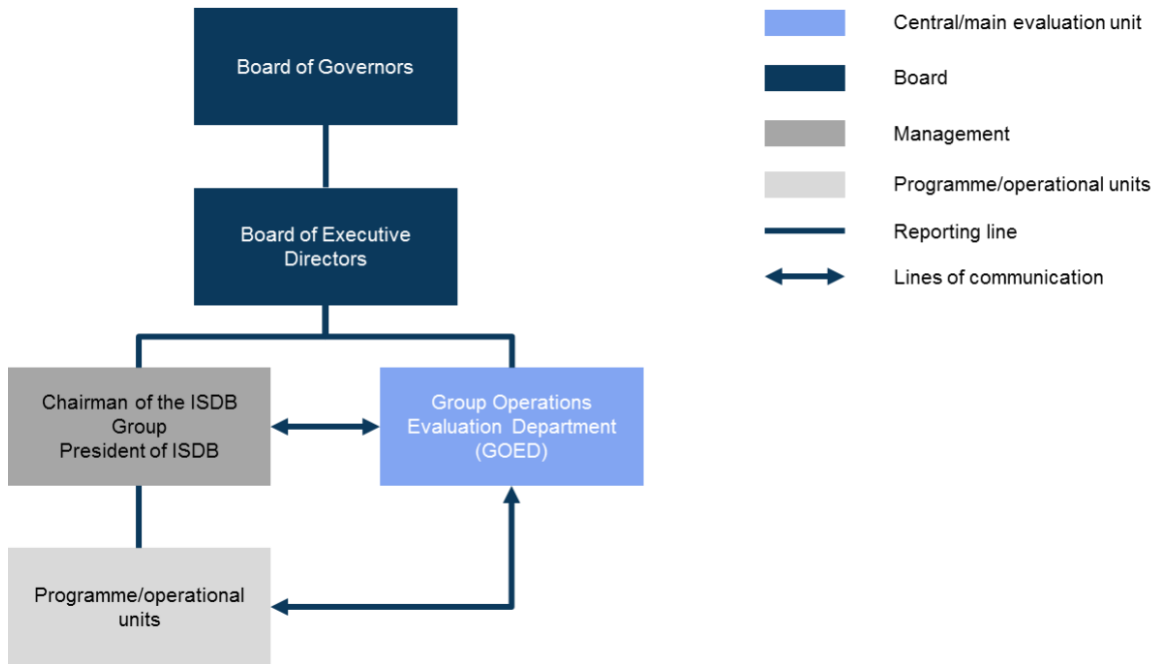 Board of Governors
Board of Executive
Directors
Chairman of the ISDB
Group
President of ISDB
Group Operations
Evaluation Department
(GOED)
Programme/operational
units
Central/main evaluation unit
Board
Management
Programme/operational units
Reporting line
Lines of communication